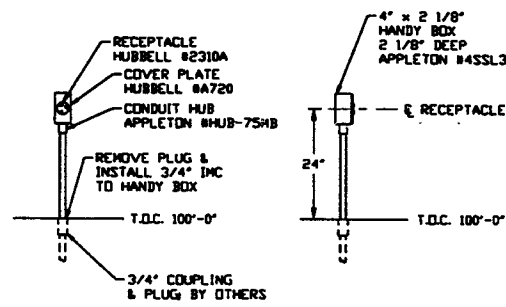 RECEPTACLE
HUBBELL #2310A
COVER PLATE
HUBBELL #A720
CONDUIT HUB
APPLETON #HUB-75MB
REMOVE PLUG &
INSTALL 3/4" IMC
TO HANDY BOX
T.O.C. 100'-0"
3/4" COUPLING
& PLUG BY OTHERS
4" x 2 1/8"
HANDY BOX
2 1/8" DEEP
APPLETON #4SSL3
℄ RECEPTACLE
24"
T.O.C. 100'-0"